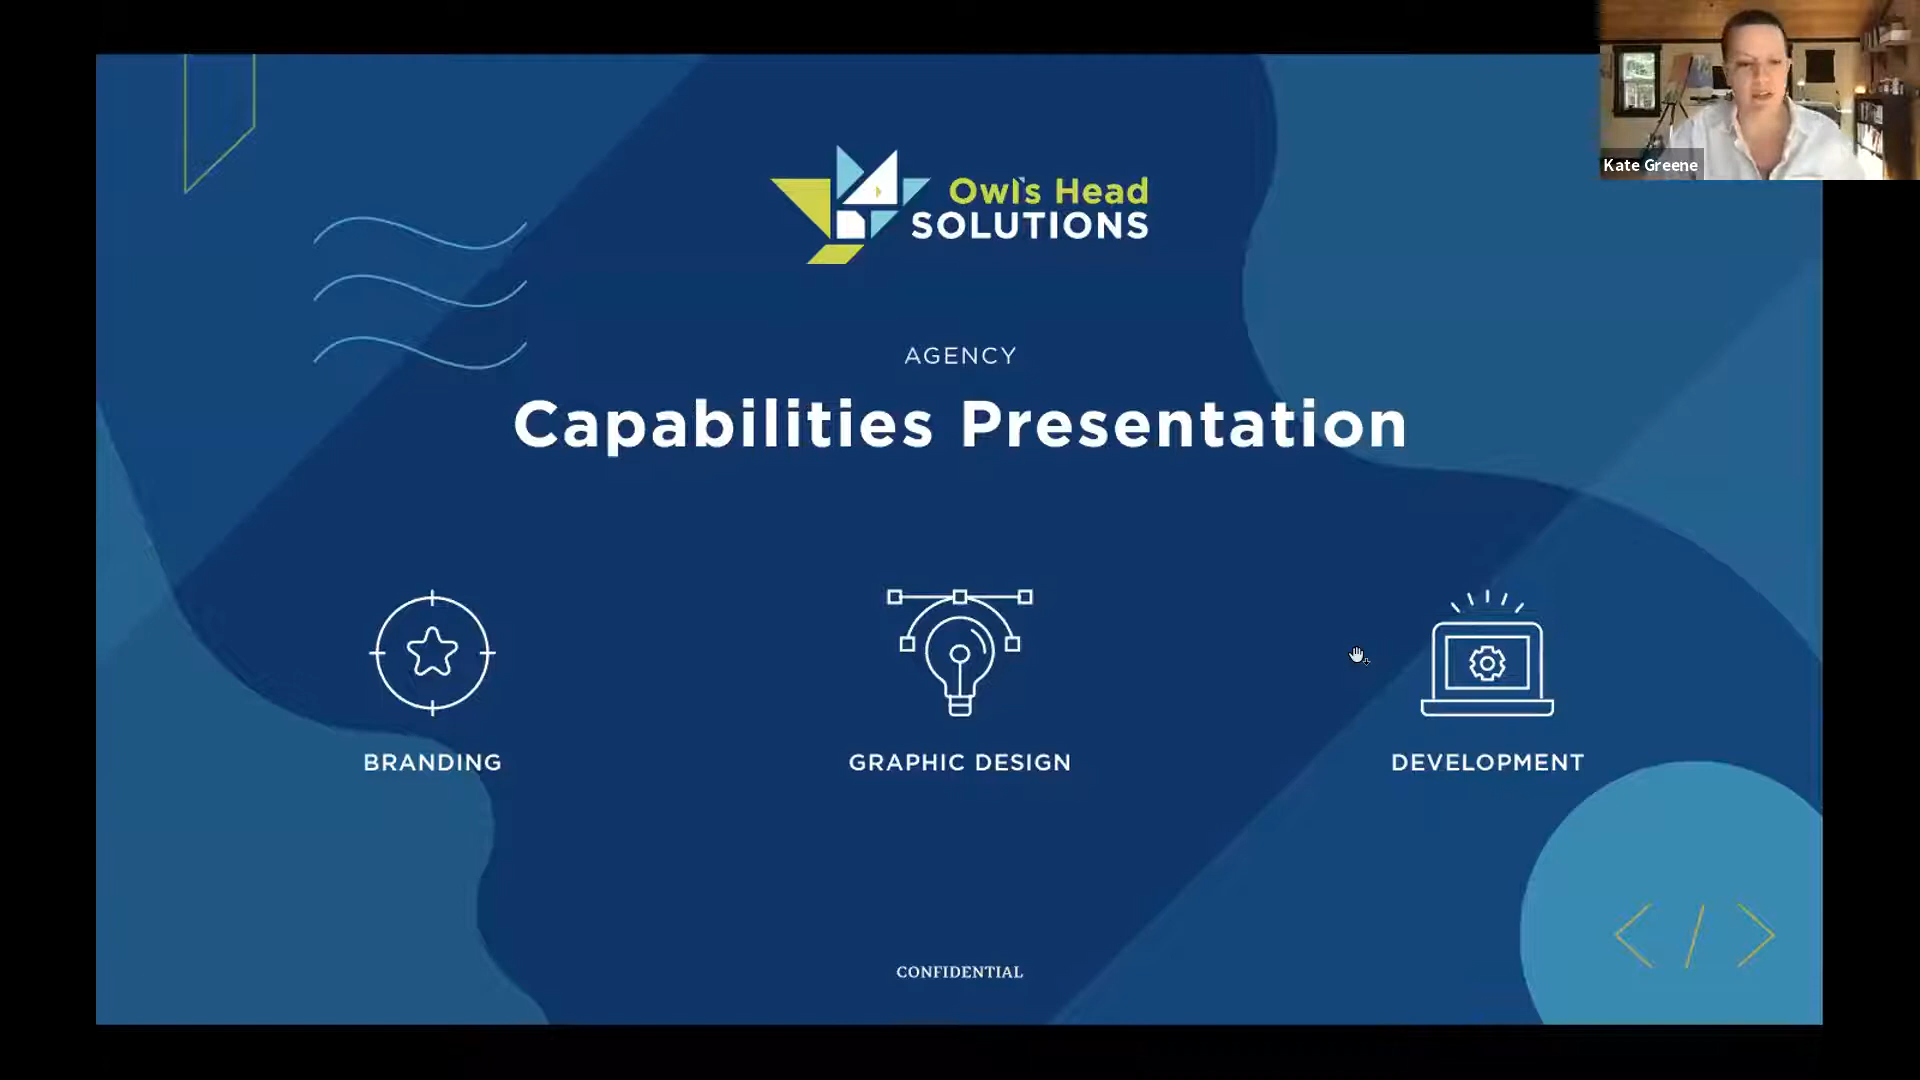 Kate Greene
Owl's Head
SOLUTIONS
AGENCY
Capabilities Presentation
BRANDING
GRAPHIC DESIGN
DEVELOPMENT
</>
CONFIDENTIAL